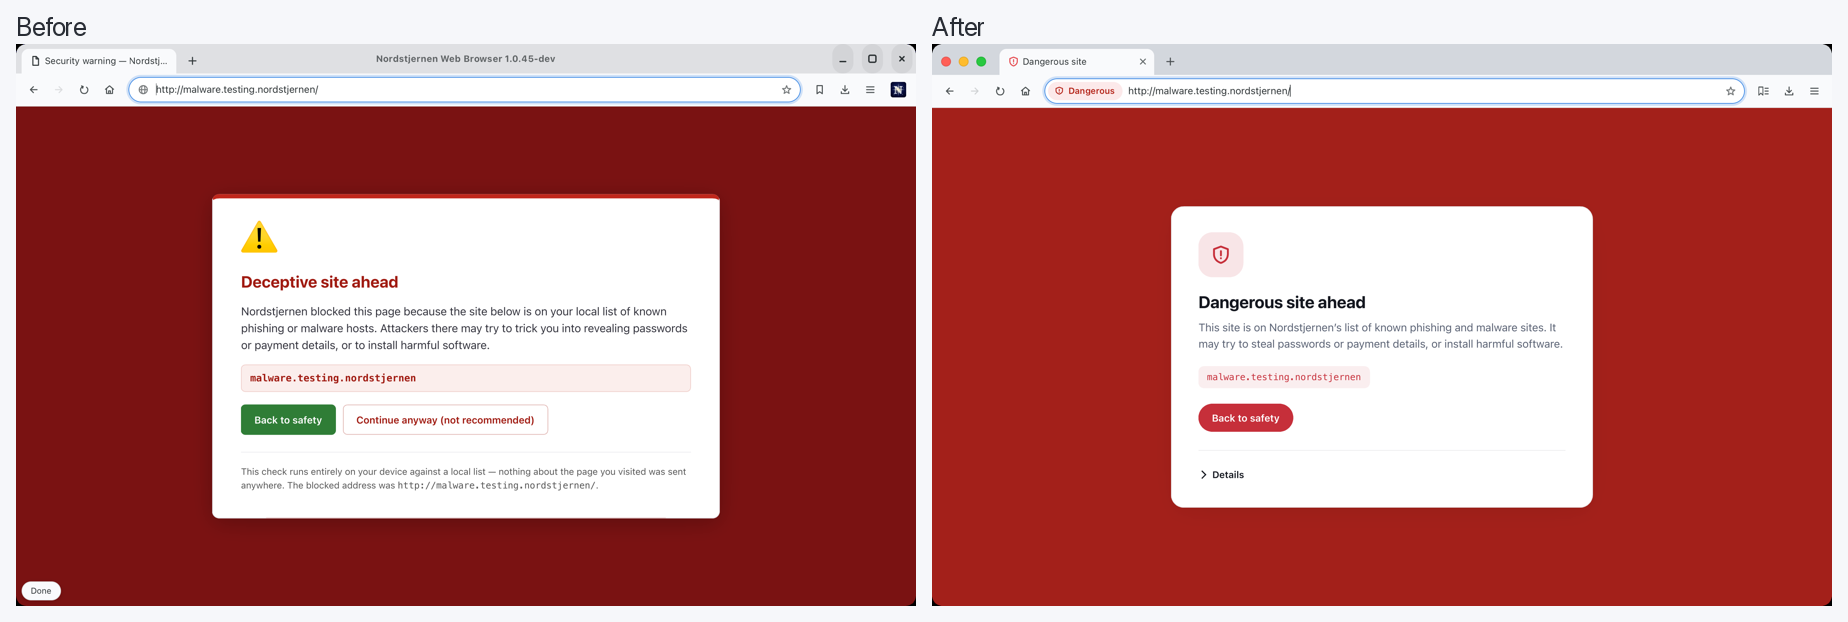 Before
Security warning — Nordstj...
Nordstjernen Web Browser 1.0.45-dev
http://malware.testing.nordstjernen/
Deceptive site ahead
Nordstjernen blocked this page because the site below is on your local list of known
phishing or malware hosts. Attackers there may try to trick you into revealing passwords
or payment details, or to install harmful software.
malware.testing.nordstjernen
Back to safety
Continue anyway (not recommended)
This check runs entirely on your device against a local list — nothing about the page you visited was sent
anywhere. The blocked address was http://malware.testing.nordstjernen/.
Done
After
Dangerous site
Dangerous
http://malware.testing.nordstjernen/
Dangerous site ahead
This site is on Nordstjernen's list of known phishing and malware sites. It
may try to steal passwords or payment details, or install harmful software.
malware.testing.nordstjernen
Back to safety
Details